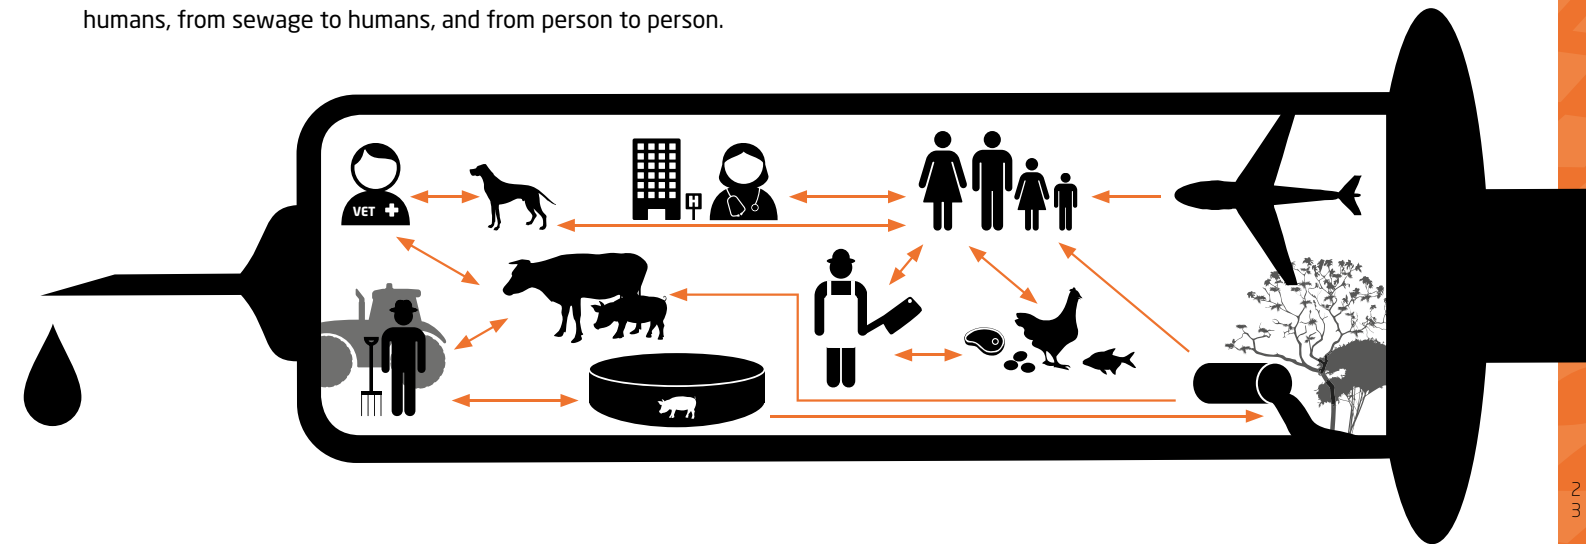 humans, from sewage to humans, and from person to person.
H
VET
2
3